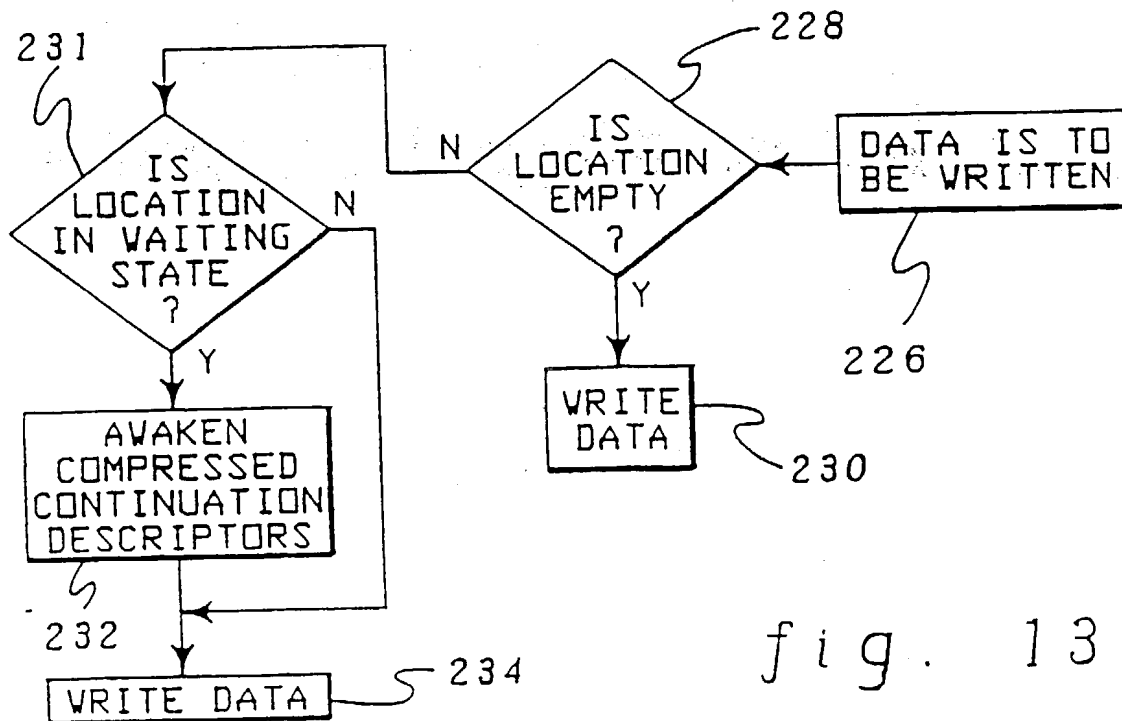 231
IS
LOCATION
IN WAITING
STATE
?
N
Y
AWAKEN
COMPRESSED
CONTINUATION
DESCRIPTORS
232
WRITE DATA
234
228
IS
LOCATION
EMPTY
?
N
Y
WRITE
DATA
230
DATA IS TO
BE WRITTEN
226
fig. 13